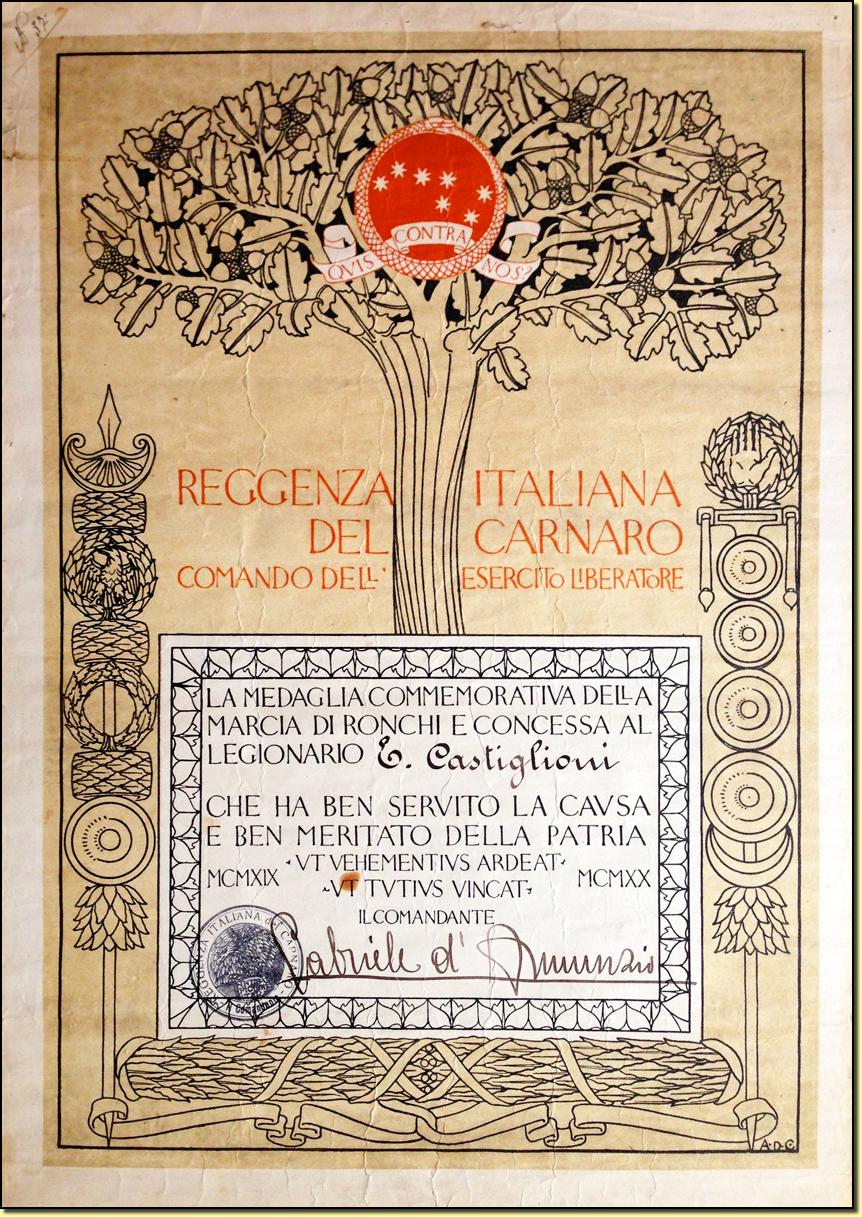 QVIS CONTRA NOS?
REGGENZA ITALIANA
DEL CARNARO
COMANDO DELL' ESERCITO LIBERATORE
LA MEDAGLIA COMMEMORATIVA DELLA
MARCIA DI RONCHI E CONCESSA AL
LEGIONARIO E. Castiglioni
CHE HA BEN SERVITO LA CAVSA
E BEN MERITATO DELLA PATRIA
MCMXIX
VT VEHEMENTIVS ARDEAT
VT TVTIVS VINCAT
MCMXX
IL COMANDANTE
Gabriele d'Annunzio
REGGENZA ITALIANA del CARNARO
Il Comandante
A.D.C.